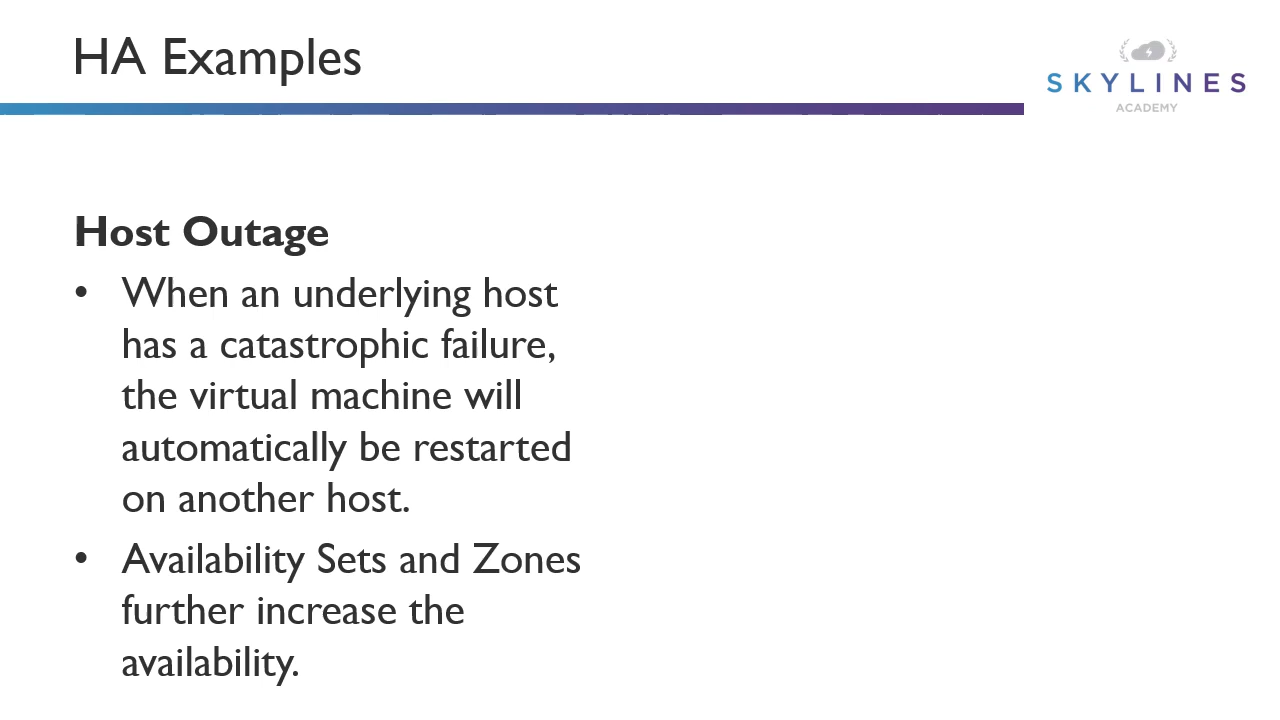 HA Examples
SKYLINES
ACADEMY
Host Outage
• When an underlying host
has a catastrophic failure,
the virtual machine will
automatically be restarted
on another host.
• Availability Sets and Zones
further increase the
availability.